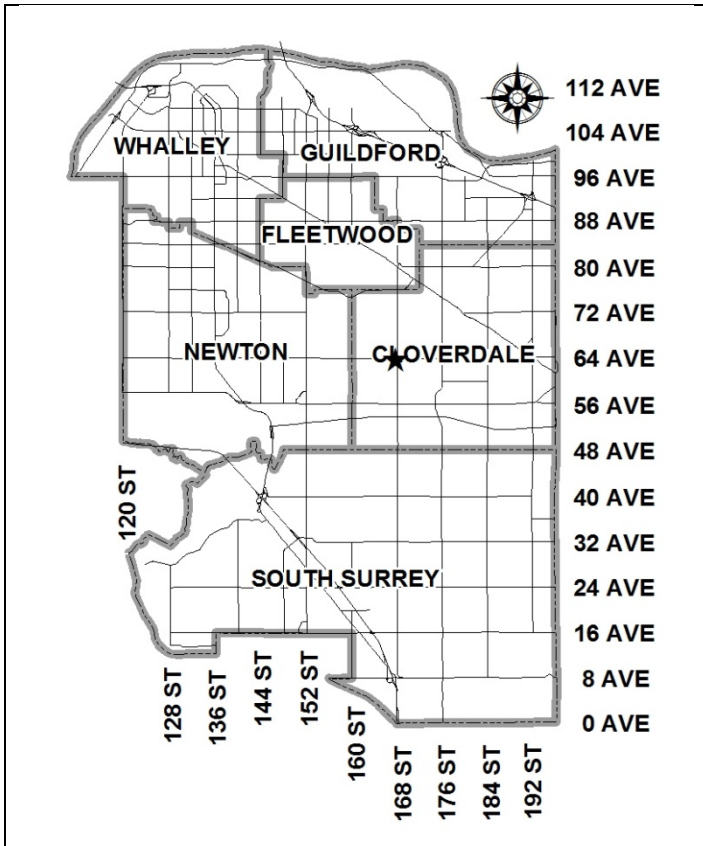 112 AVE
104 AVE
WHALLEY
GUILDFORD
96 AVE
88 AVE
FLEETWOOD
80 AVE
72 AVE
NEWTON
CLOVERDALE
64 AVE
56 AVE
48 AVE
120 ST
40 AVE
32 AVE
SOUTH SURREY
24 AVE
16 AVE
8 AVE
0 AVE
128 ST
136 ST
144 ST
152 ST
160 ST
168 ST
176 ST
184 ST
192 ST